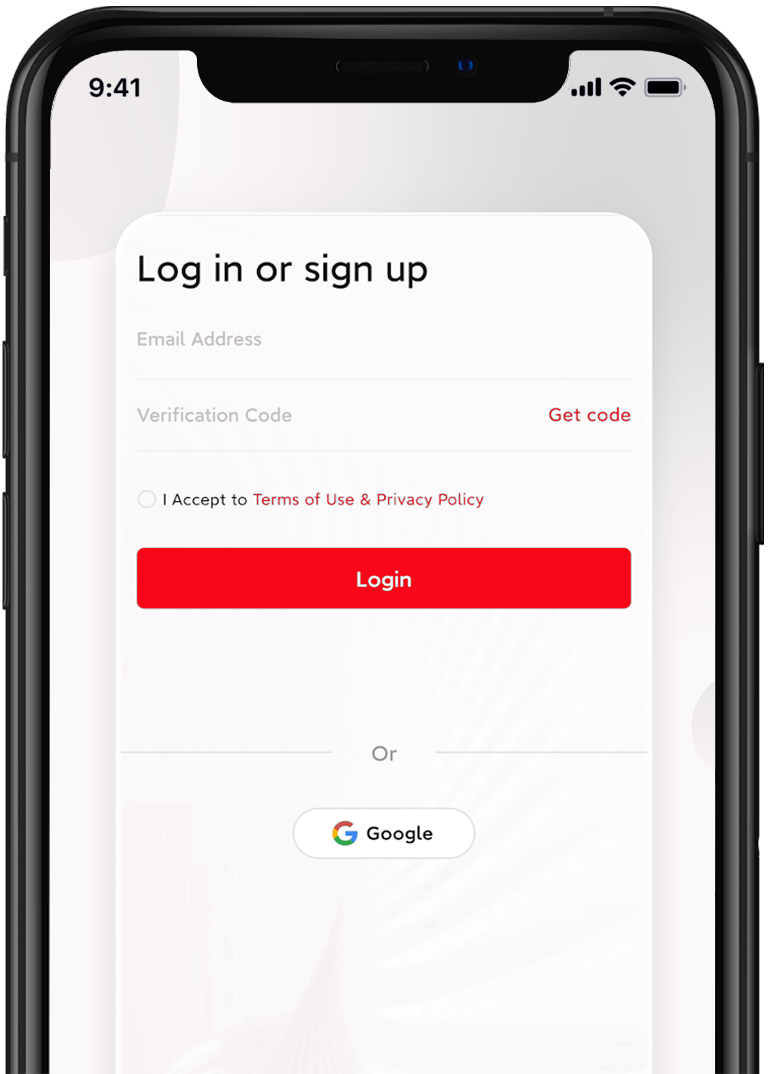 9:41
Log in or sign up
Email Address
Verification Code Get code
I Accept to Terms of Use & Privacy Policy
Login
Or
Google